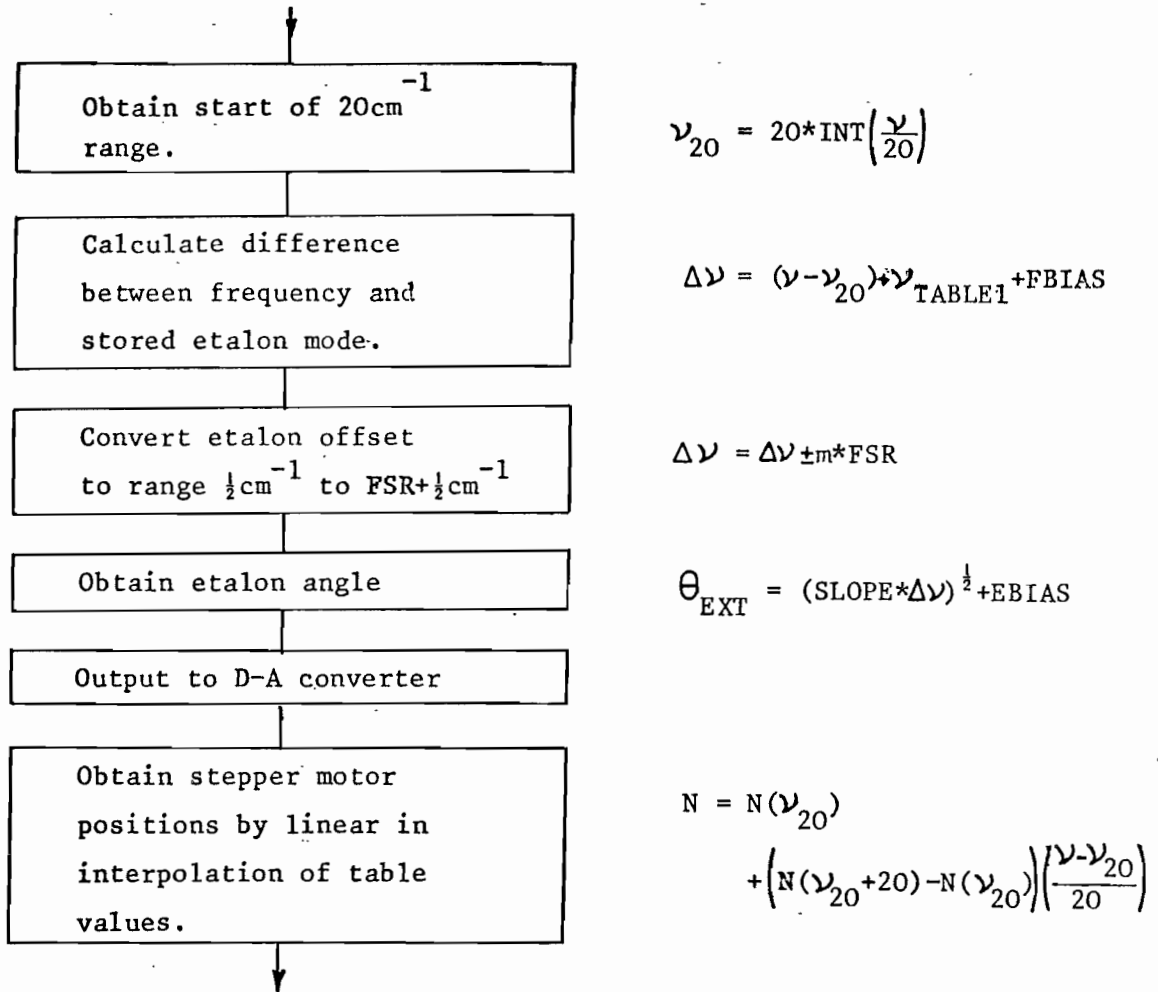 Obtain start of 20cm⁻¹
range.
ν₂₀ = 20*INT(ν/20)
Calculate difference
between frequency and
stored etalon mode.
Δν = (ν-ν₂₀)+ν_TABLE1+FBIAS
Convert etalon offset
to range ½cm⁻¹ to FSR+½cm⁻¹
Δν = Δν±m*FSR
Obtain etalon angle
θ_EXT = (SLOPE*Δν)^½+EBIAS
Output to D-A converter
Obtain stepper motor
positions by linear in
interpolation of table
values.
N = N(ν₂₀)
+(N(ν₂₀+20)-N(ν₂₀))((ν-ν₂₀)/20)